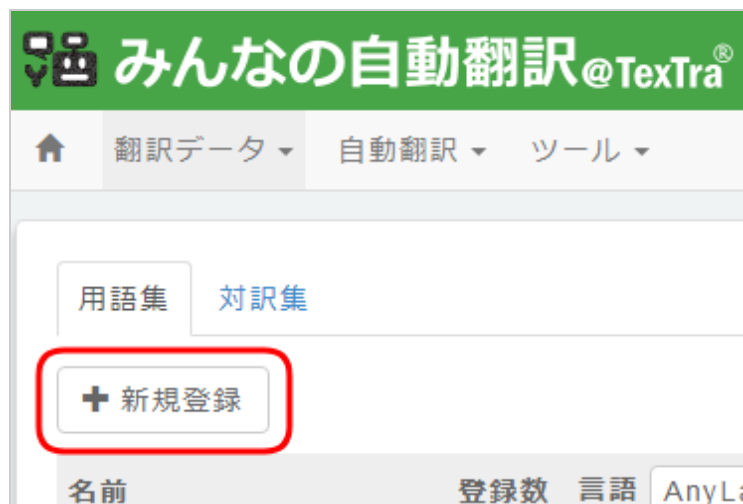 みんなの自動翻訳@TexTra®
翻訳データ 自動翻訳 ツール
用語集 対訳集
+ 新規登録
名前 登録数 言語